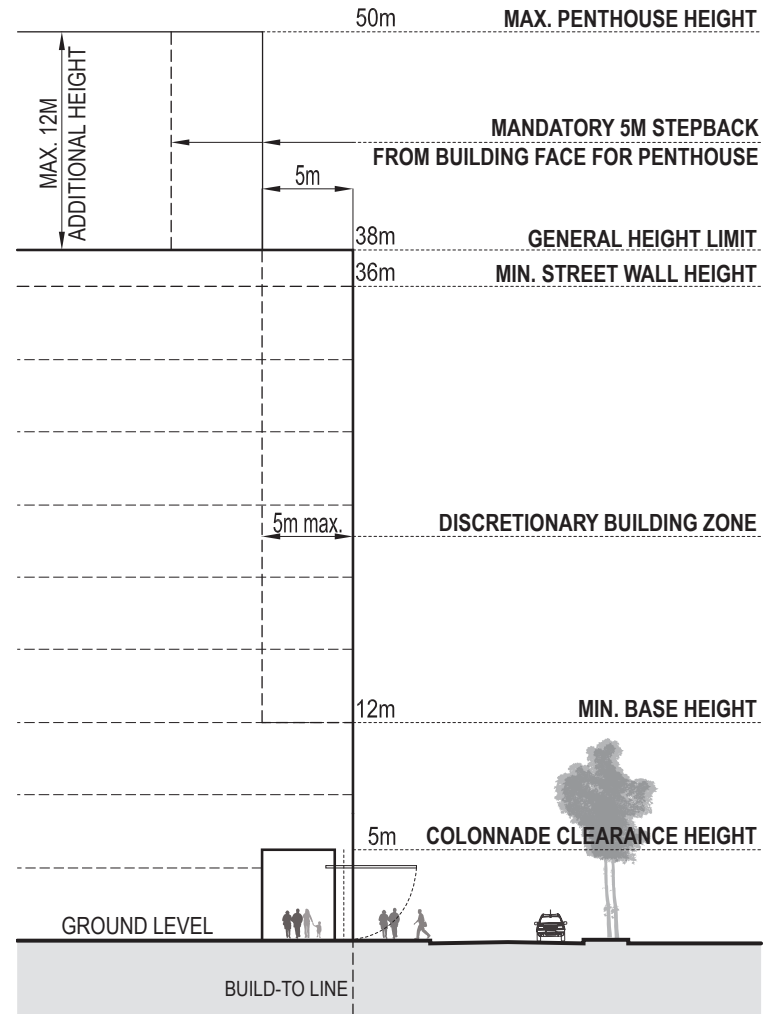 50m MAX. PENTHOUSE HEIGHT
MAX. 12M
ADDITIONAL HEIGHT
MANDATORY 5M STEPBACK
FROM BUILDING FACE FOR PENTHOUSE
5m
38m GENERAL HEIGHT LIMIT
36m MIN. STREET WALL HEIGHT
5m max. DISCRETIONARY BUILDING ZONE
12m MIN. BASE HEIGHT
5m COLONNADE CLEARANCE HEIGHT
GROUND LEVEL
BUILD-TO LINE